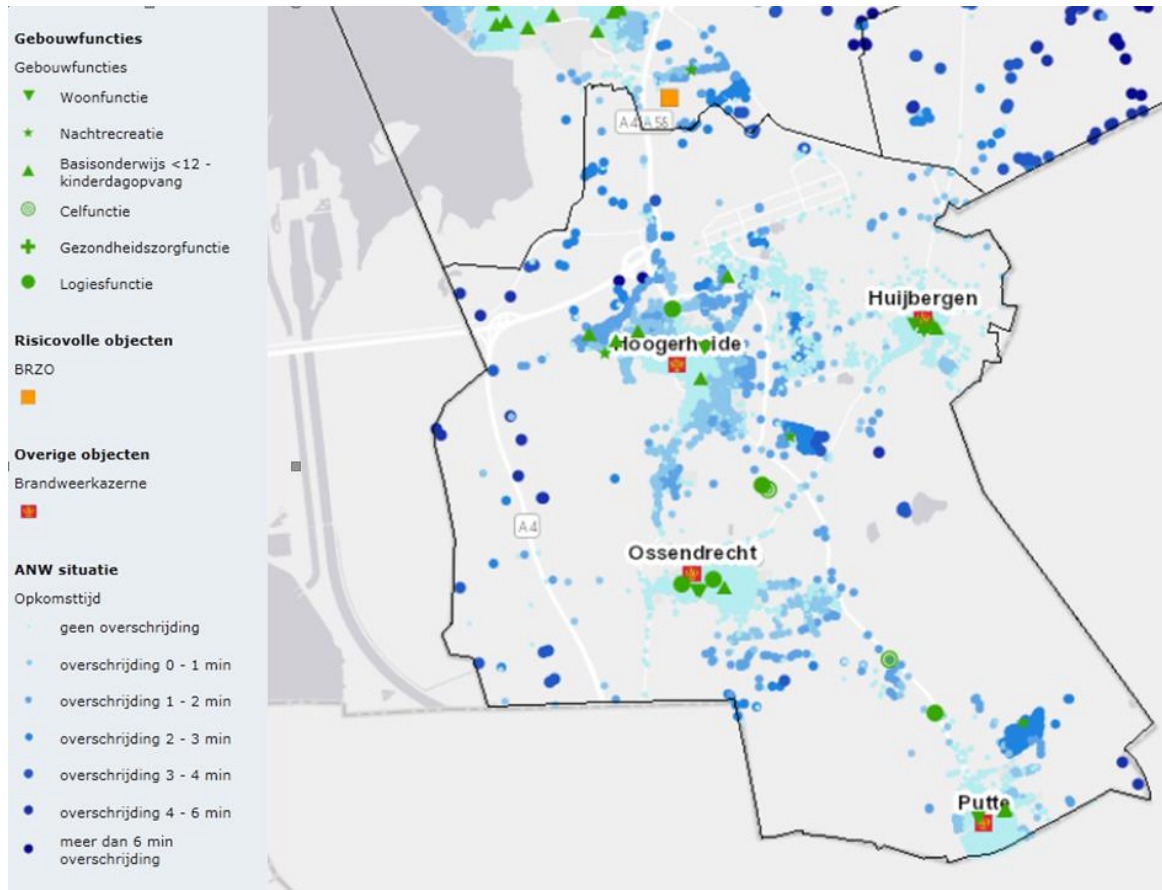 Gebouwfuncties
Gebouwfuncties
Woonfunctie
Nachtrecreatie
Basisonderwijs <12 -
kinderdagopvang
Celfunctie
Gezondheidszorgfunctie
Logiesfunctie
Risicovolle objecten
BRZO
Overige objecten
Brandweerkazerne
ANW situatie
Opkomsttijd
geen overschrijding
overschrijding 0 - 1 min
overschrijding 1 - 2 min
overschrijding 2 - 3 min
overschrijding 3 - 4 min
overschrijding 4 - 6 min
meer dan 6 min
overschrijding
A4 A58
Huijbergen
Hoogerheide
A4
Ossendrecht
Putte